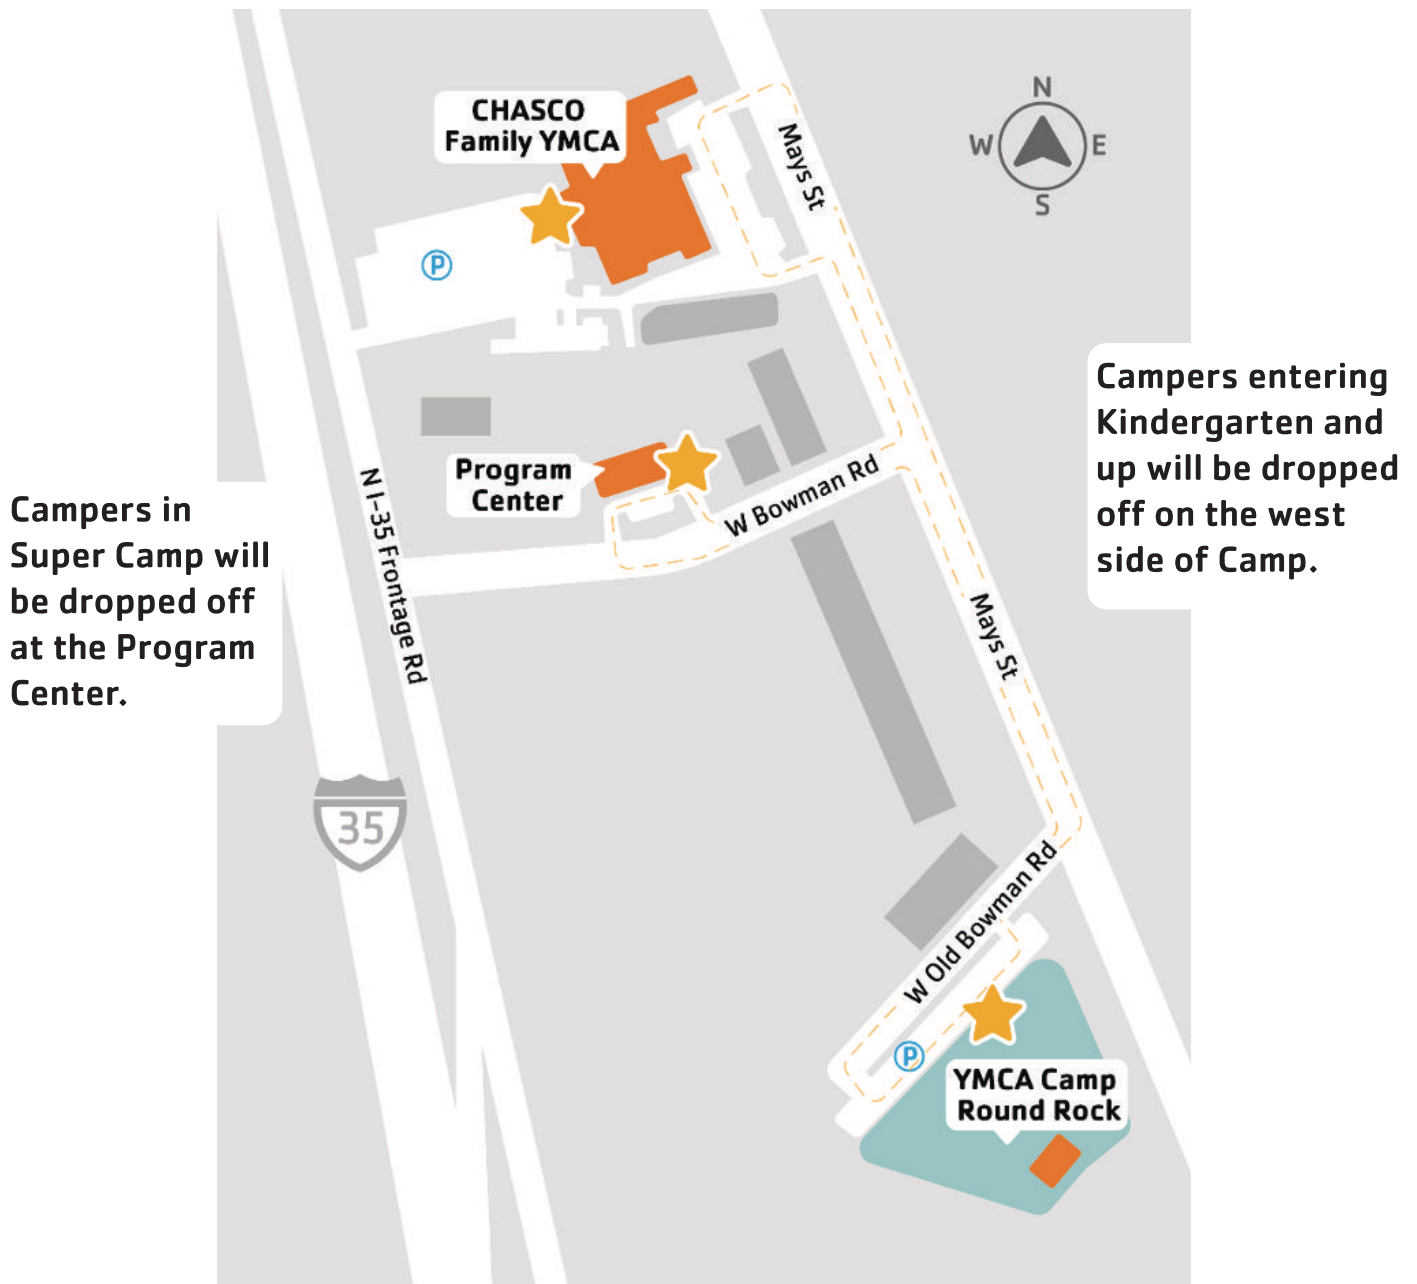 CHASCO
Family YMCA
N
W
E
S
Mays St
P
Campers entering
Kindergarten and
up will be dropped
off on the west
side of Camp.
Program
Center
W Bowman Rd
N I-35 Frontage Rd
Campers in
Super Camp will
be dropped off
at the Program
Center.
Mays St
35
W Old Bowman Rd
P
YMCA Camp
Round Rock